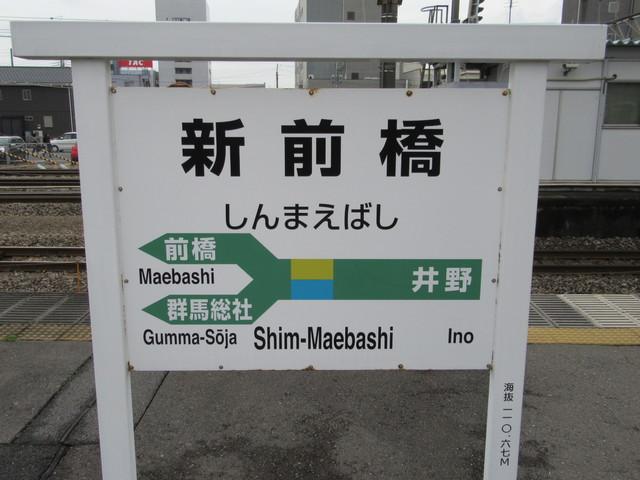 TAC
新前橋
しんまえばし
前橋
Maebashi
井野
群馬総社
Gumma-Sōja
Shim-Maebashi
Ino
海抜一一〇.六七M